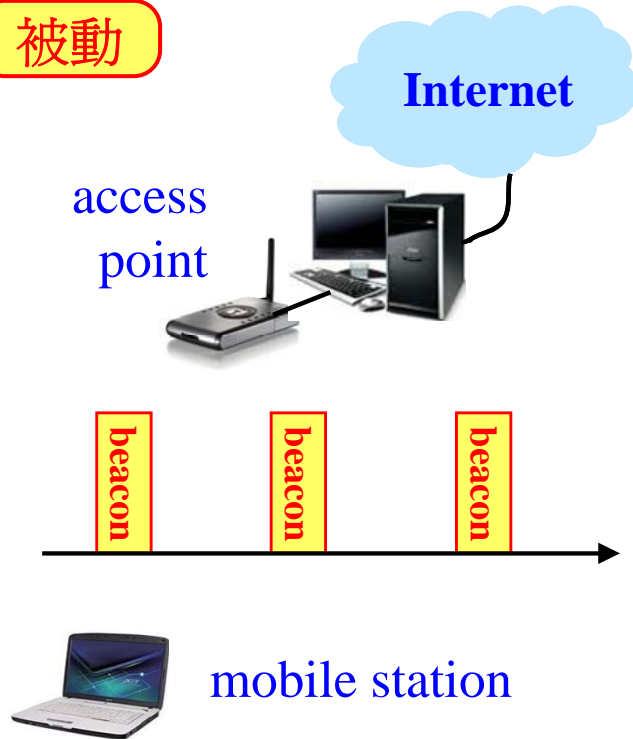 被動
Internet
access
point
beacon
beacon
beacon
mobile station